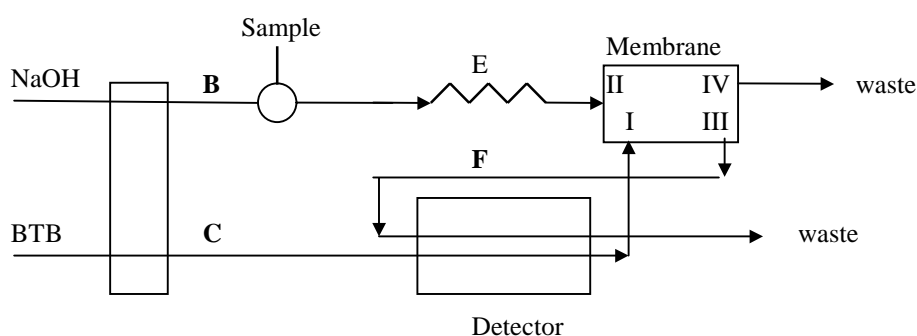 Sample
Membrane
NaOH B E II IV waste
I III
F
BTB C waste
Detector